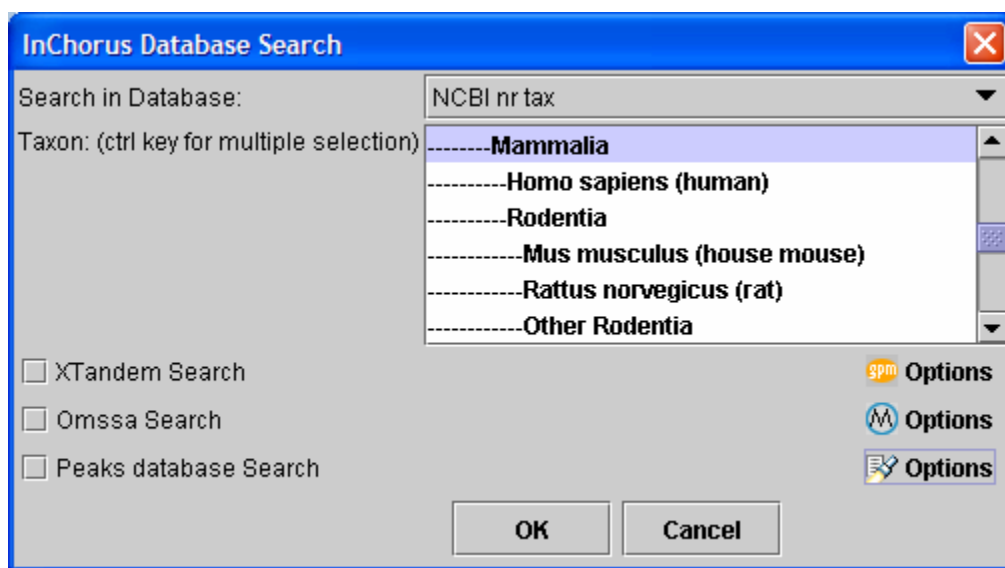 InChorus Database Search
Search in Database: NCBI nr tax
Taxon: (ctrl key for multiple selection) --------Mammalia
----------Homo sapiens (human)
----------Rodentia
------------Mus musculus (house mouse)
------------Rattus norvegicus (rat)
------------Other Rodentia
XTandem Search gpm Options
Omssa Search Options
Peaks database Search Options
OK Cancel